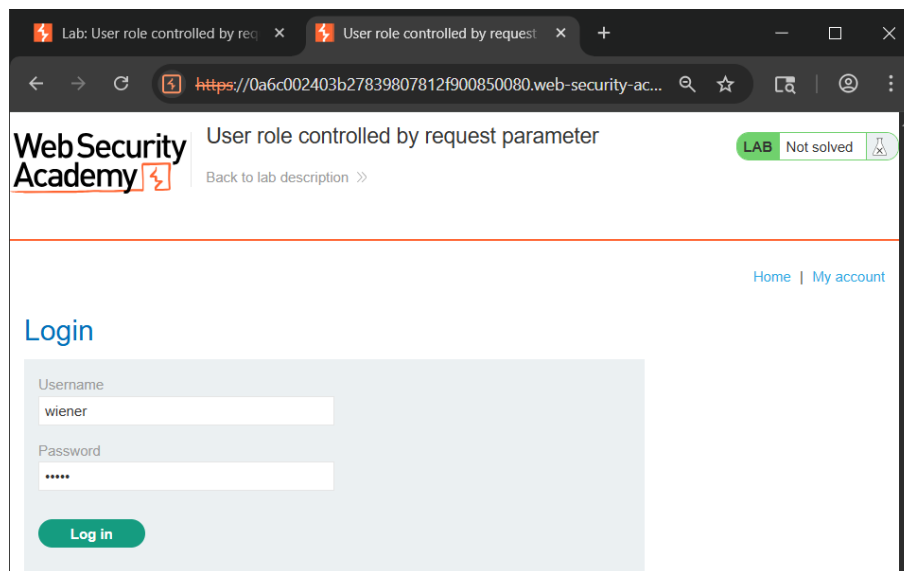 Lab: User role controlled by req
User role controlled by request
https://0a6c002403b27839807812f900850080.web-security-ac...
Web Security
Academy
User role controlled by request parameter
Back to lab description
LAB Not solved
Home | My account
Login
Username
wiener
Password
•••••
Log in